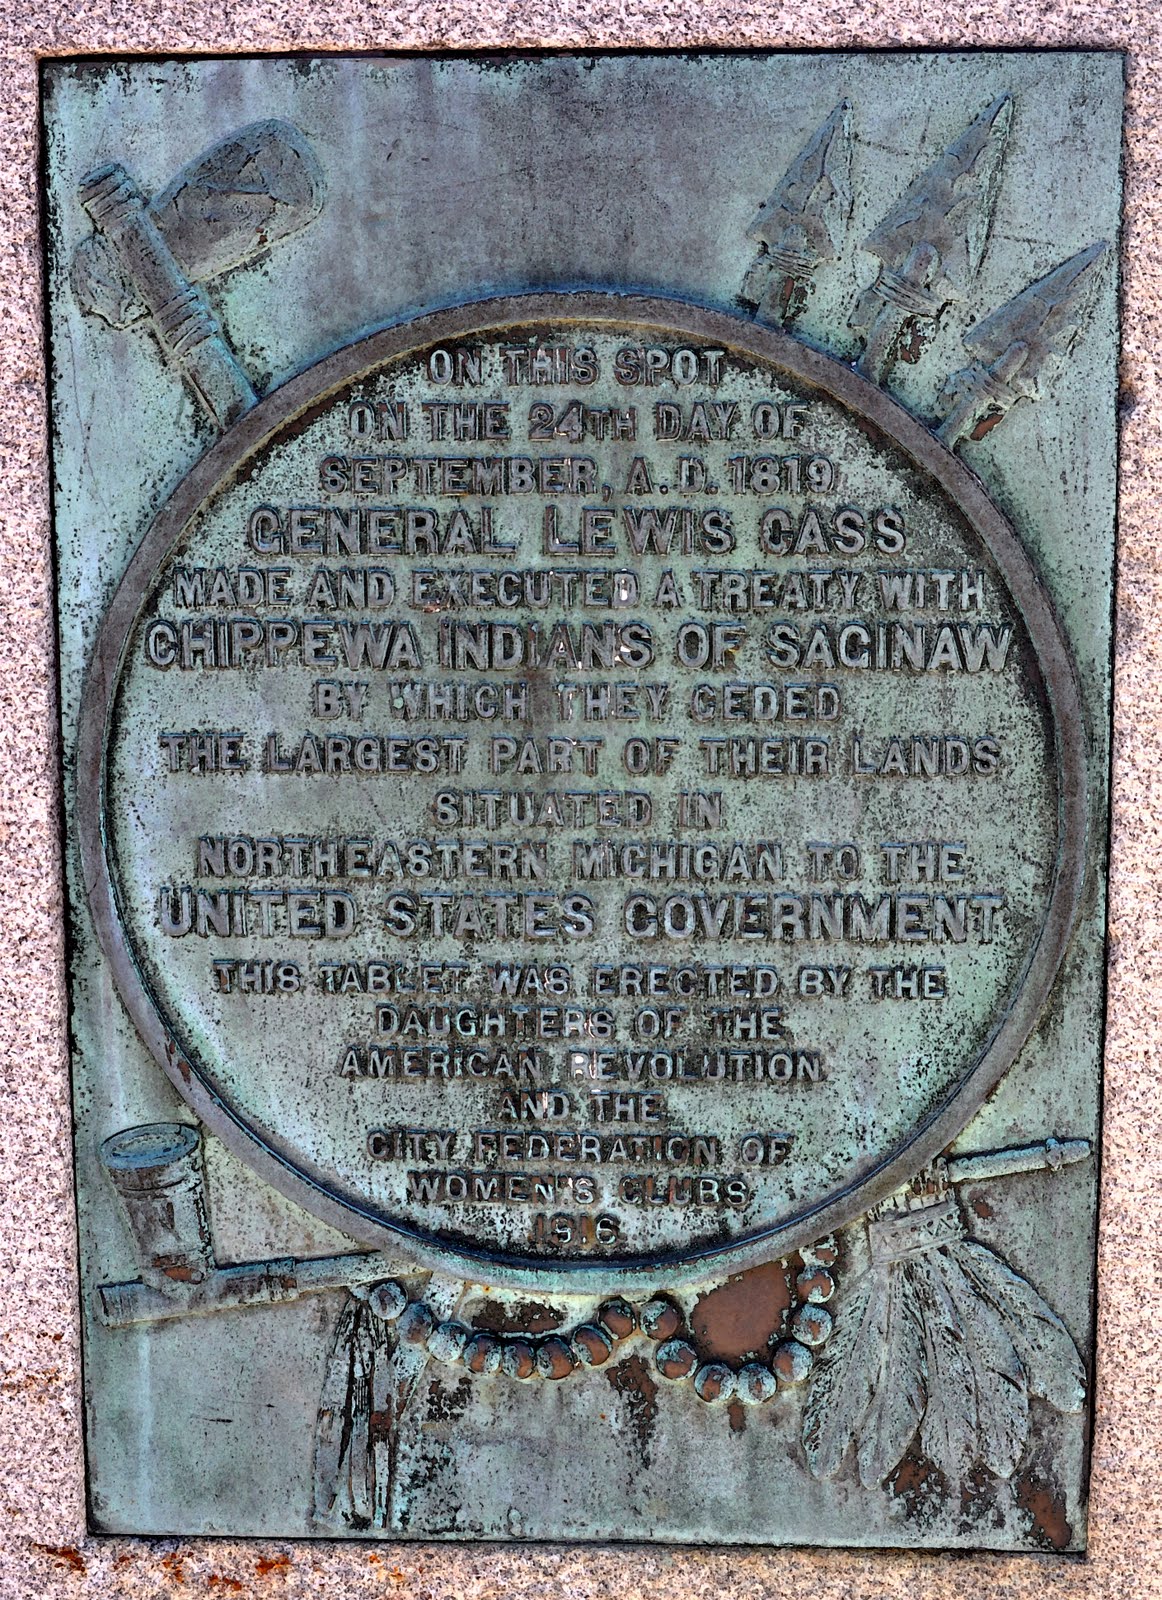 ON THIS SPOT
ON THE 24TH DAY OF
SEPTEMBER, A.D. 1819
GENERAL LEWIS CASS
MADE AND EXECUTED A TREATY WITH
CHIPPEWA INDIANS OF SAGINAW
BY WHICH THEY CEDED
THE LARGEST PART OF THEIR LANDS
SITUATED IN
NORTHEASTERN MICHIGAN TO THE
UNITED STATES GOVERNMENT
THIS TABLET WAS ERECTED BY THE
DAUGHTERS OF THE
AMERICAN REVOLUTION
AND THE
CITY FEDERATION OF
WOMEN'S CLUBS
1916